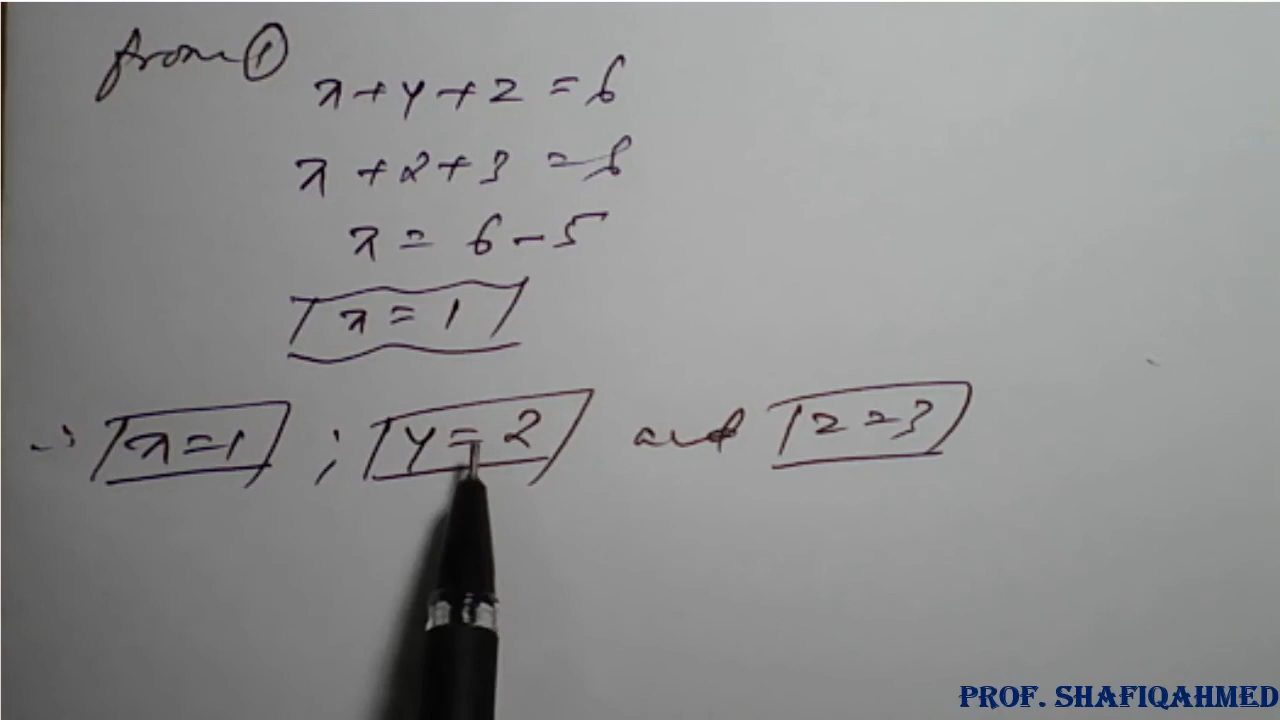 from ①
x + y + z = 6
x + 2 + 3 = 6
x = 6 - 5
x = 1
∴ x = 1 ; y = 2 and z = 3
PROF. SHAFIQAHMED